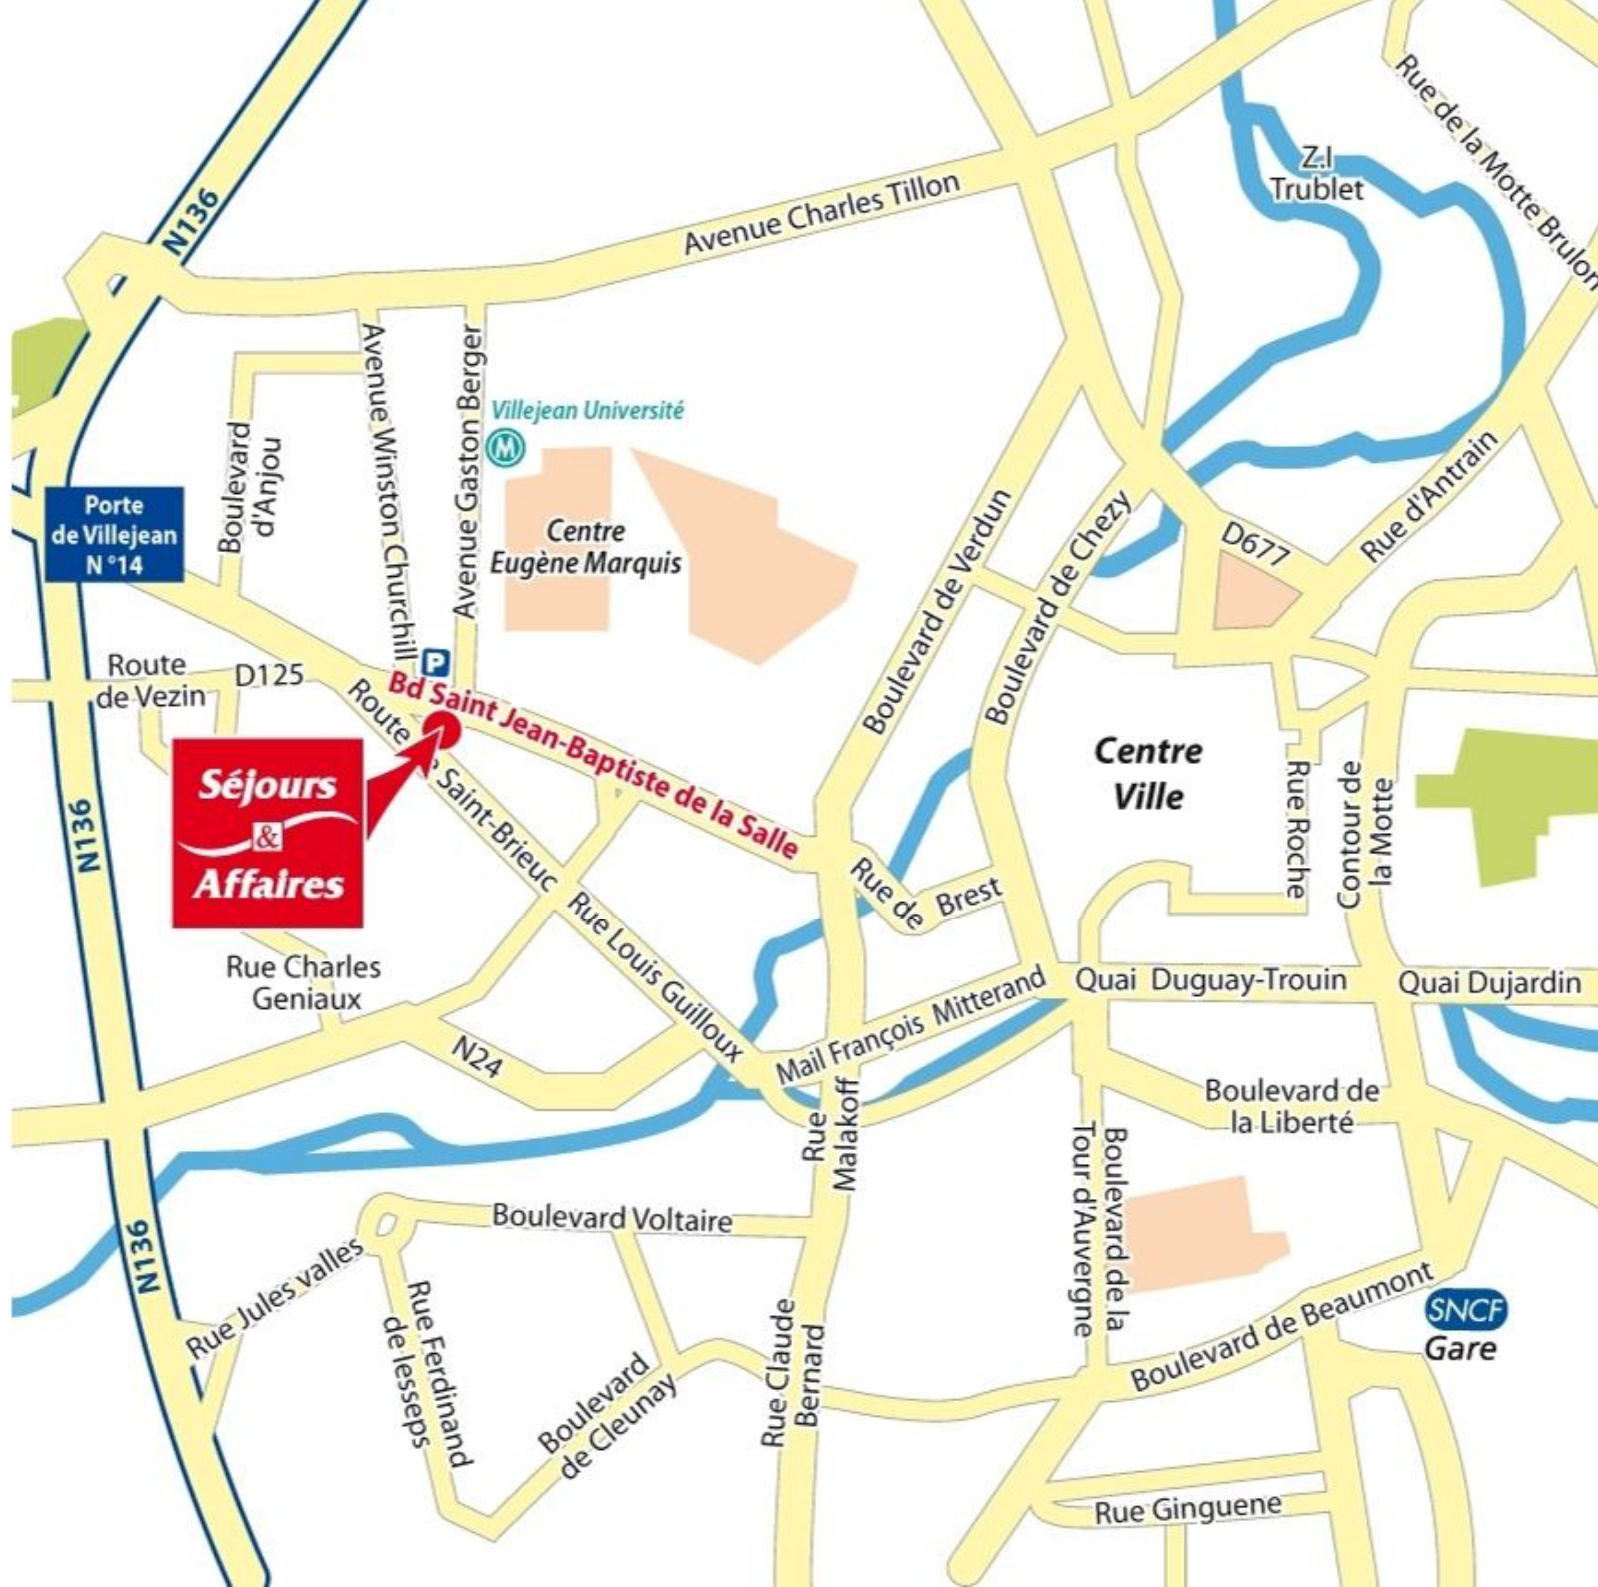 Rue de la Motte Brulon
Z.I
Trublet
N136
Avenue Charles Tillon
Avenue Winston Churchill
Avenue Gaston Berger
Villejean Université
M
Boulevard
d'Anjou
Porte
de Villejean
N °14
Centre
Eugène Marquis
Boulevard de Verdun
Boulevard de Chezy
D677
Rue d'Antrain
Route
de Vezin
D125
P
Bd Saint Jean-Baptiste de la Salle
Route
Saint-Brieuc
Séjours
&
Affaires
N136
Centre
Ville
Rue Roche
Contour de
la Motte
Rue de
Brest
Rue Louis Guilloux
Rue Charles
Geniaux
N24
Mail François Mitterand
Quai Duguay-Trouin
Quai Dujardin
Rue
Malakoff
Boulevard de
la Liberté
Boulevard de la
Tour d'Auvergne
N136
Boulevard Voltaire
Rue Jules valles
Rue Ferdinand
de lesseps
Boulevard
de Cleunay
Rue Claude
Bernard
Boulevard de Beaumont
SNCF
Gare
Rue Ginguene